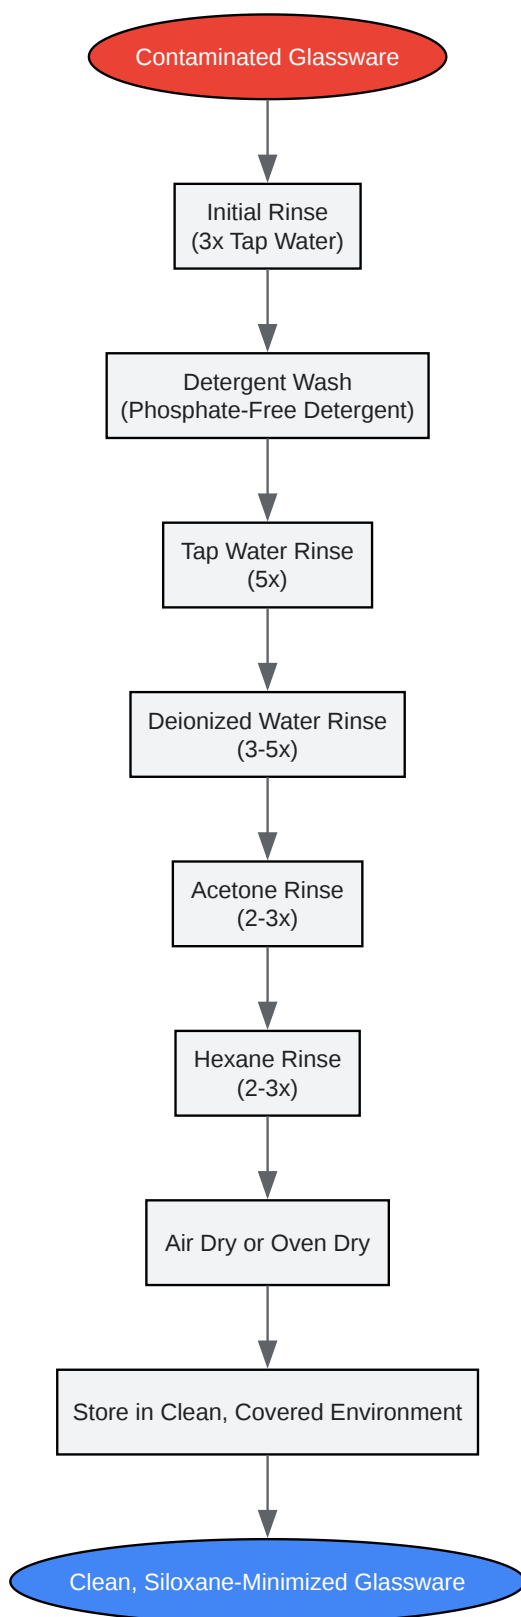 Contaminated Glassware
Initial Rinse
(3x Tap Water)
Detergent Wash
(Phosphate-Free Detergent)
Tap Water Rinse
(5x)
Deionized Water Rinse
(3-5x)
Acetone Rinse
(2-3x)
Hexane Rinse
(2-3x)
Air Dry or Oven Dry
Store in Clean, Covered Environment
Clean, Siloxane-Minimized Glassware